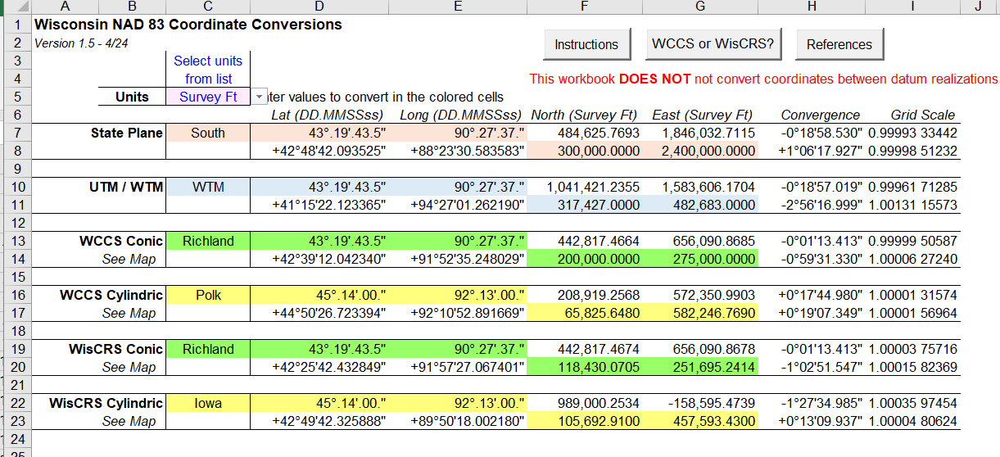 A B C D E F G H I J
1 Wisconsin NAD 83 Coordinate Conversions
2 Version 1.5 - 4/24 Instructions WCCS or WisCRS? References
3 Select units
4 from list This workbook DOES NOT not convert coordinates between datum realizations
5 Units Survey Ft nter values to convert in the colored cells
6 Lat (DD.MMSSss) Long (DD.MMSSss) North (Survey Ft) East (Survey Ft) Convergence Grid Scale
7 State Plane South 43°.19'.43.5" 90°.27'.37." 484,625.7693 1,846,032.7115 -0°18'58.530" 0.99993 33442
8 +42°48'42.093525" +88°23'30.583583" 300,000.0000 2,400,000.0000 +1°06'17.927" 0.99998 51232
9
10 UTM / WTM WTM 43°.19'.43.5" 90°.27'.37." 1,041,421.2355 1,583,606.1704 -0°18'57.019" 0.99961 71285
11 +41°15'22.123365" +94°27'01.262190" 317,427.0000 482,683.0000 -2°56'16.999" 1.00131 15573
12
13 WCCS Conic Richland 43°.19'.43.5" 90°.27'.37." 442,817.4664 656,090.8685 -0°01'13.413" 0.99999 50587
14 See Map +42°39'12.042340" +91°52'35.248029" 200,000.0000 275,000.0000 -0°59'31.330" 1.00006 27240
15
16 WCCS Cylindric Polk 45°.14'.00." 92°.13'.00." 208,919.2568 572,350.9903 +0°17'44.980" 1.00001 31574
17 See Map +44°50'26.723394" +92°10'52.891669" 65,825.6480 582,246.7690 +0°19'07.349" 1.00001 56964
18
19 WisCRS Conic Richland 43°.19'.43.5" 90°.27'.37." 442,817.4674 656,090.8678 -0°01'13.413" 1.00003 75716
20 See Map +42°25'42.432849" +91°57'27.067401" 118,430.0705 251,695.2414 -1°02'51.547" 1.00015 82369
21
22 WisCRS Cylindric Iowa 45°.14'.00." 92°.13'.00." 989,000.2534 -158,595.4739 -1°27'34.985" 1.00035 97454
23 See Map +42°49'42.325888" +89°50'18.002180" 105,692.9100 457,593.4300 +0°13'09.937" 1.00004 80624
24